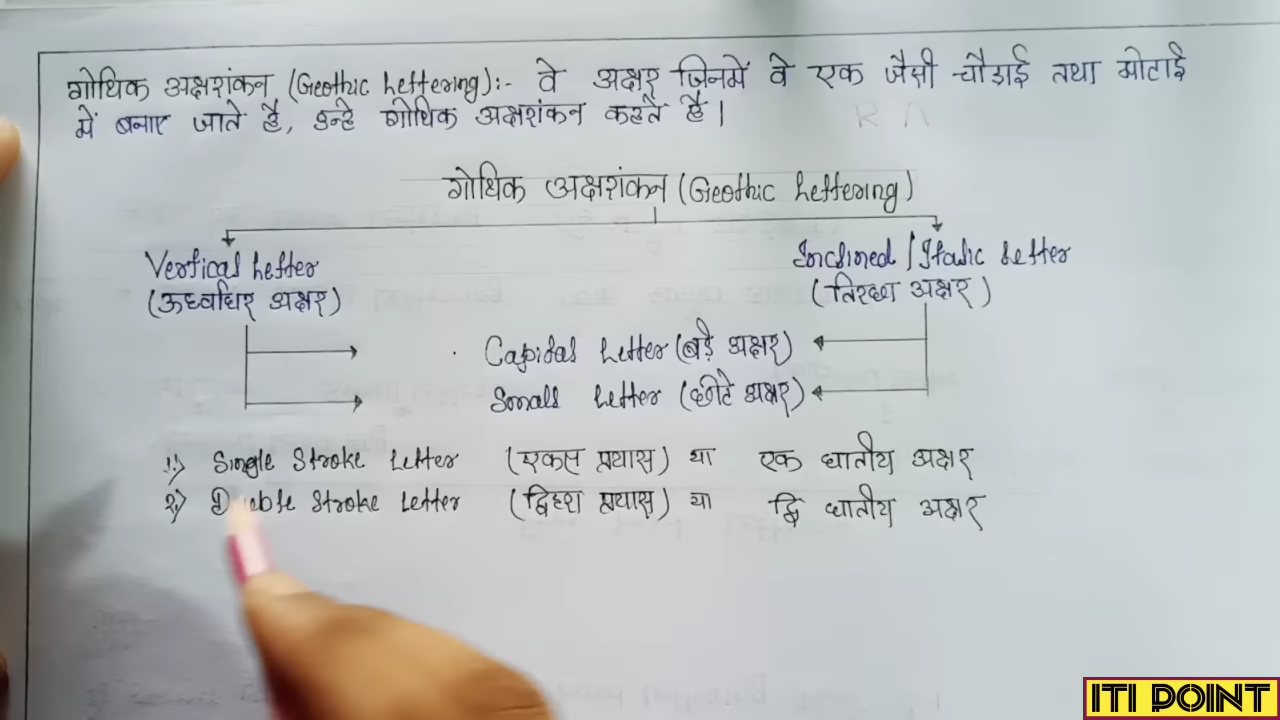 गोथिक अक्षरांकन (Geothic Lettering):- वे अक्षर जिनमें वे एक जैसी चौड़ाई तथा मोटाई
में बनाए जाते है, इन्हे गोथिक अक्षरांकन कहते है।
गोथिक अक्षरांकन (Geothic Lettering)
Vertical Letter
(ऊर्ध्वाधर अक्षर)
Inclined / Italic Letter
(तिरछा अक्षर)
Capital Letter (बड़े अक्षर)
Small Letter (छोटे अक्षर)
1.) Single Stroke Letter (एकल प्रयास) या एक घातीय अक्षर
2.) Double Stroke Letter प्रयास) या द्वि घातीय अक्षर
ITI POINT